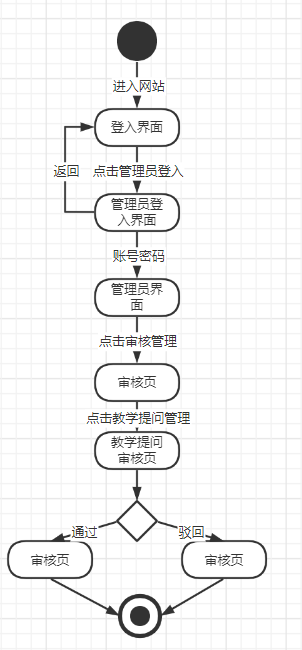 进入网站
登入界面
返回
点击管理员登入
管理员登
入界面
账号密码
管理员界
面
点击审核管理
审核页
点击教学提问管理
教学提问
审核页
通过
驳回
审核页
审核页